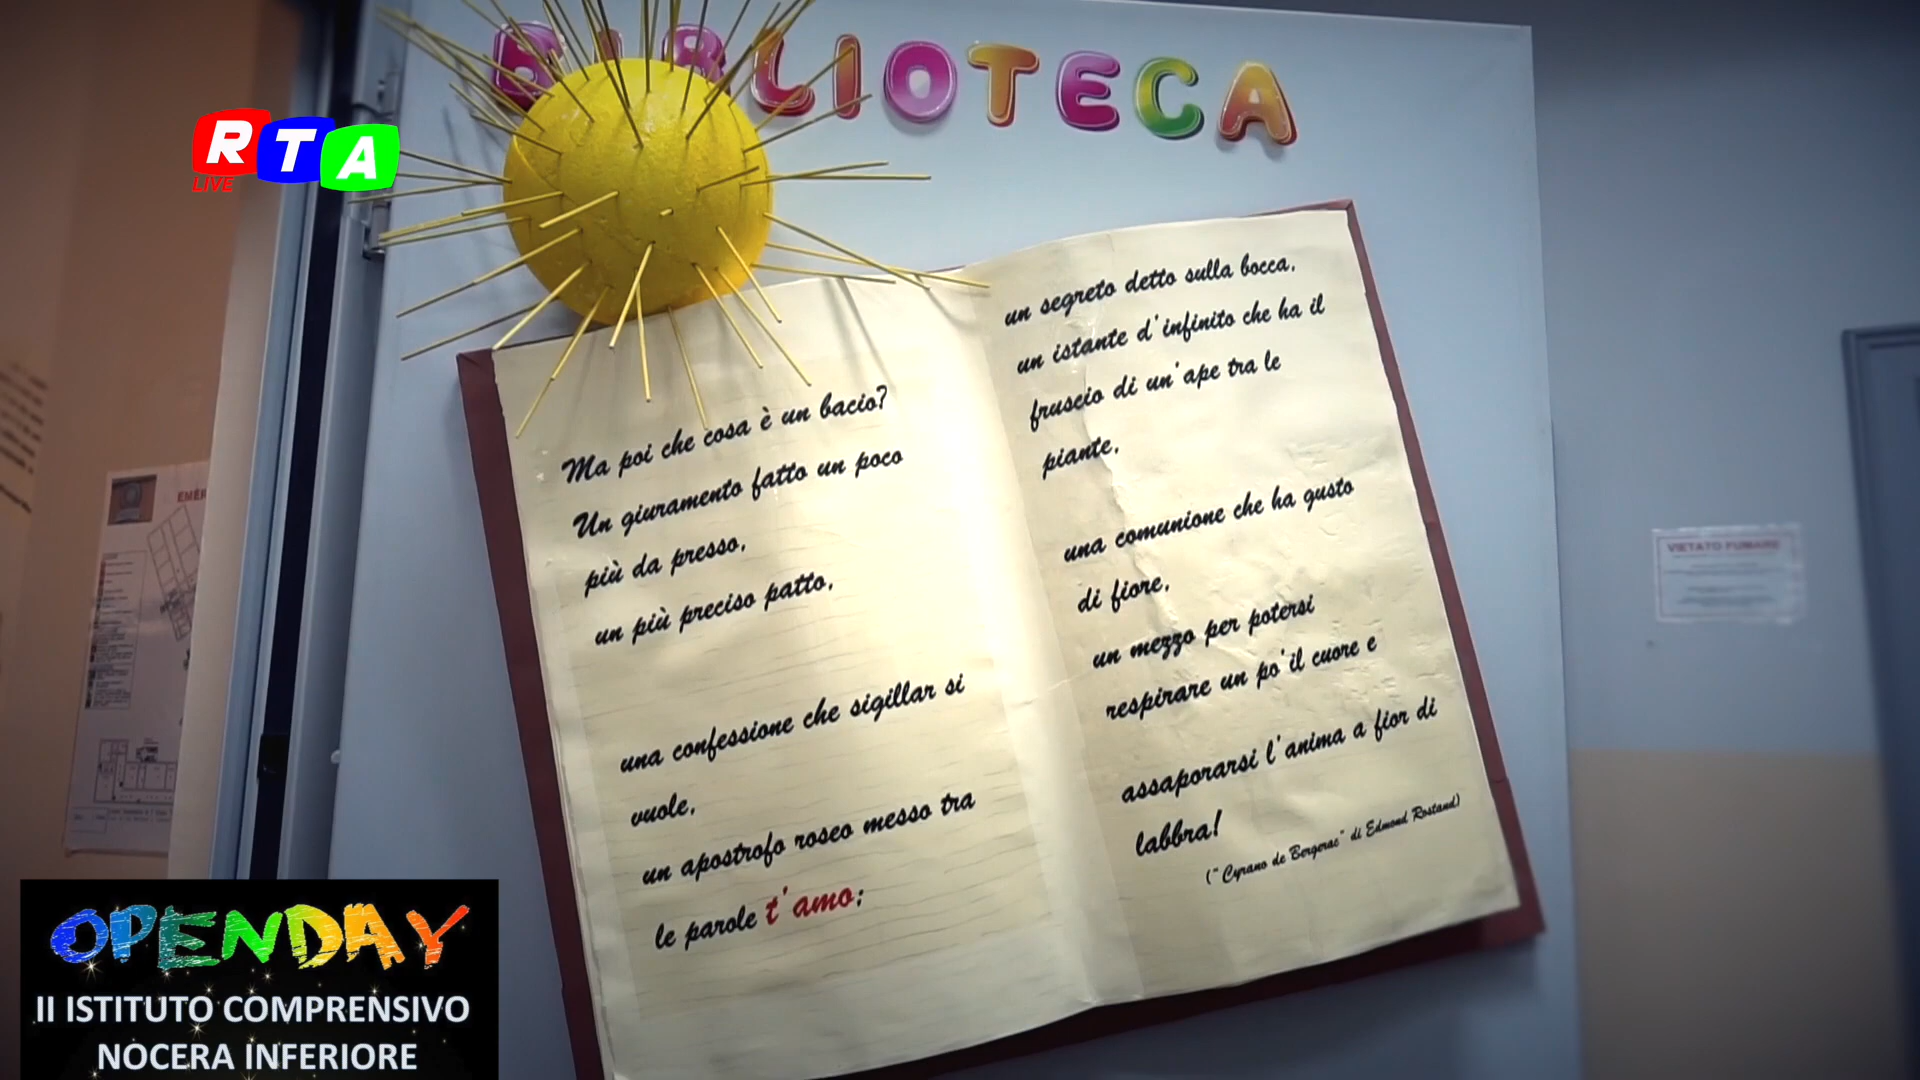 BIBLIOTECA
RTA
LIVE
Ma poi che cosa è un bacio?
Un giuramento fatto un poco
più da presso,
un più preciso patto,
una confessione che sigillar si
vuole,
un apostrofo roseo messo tra
le parole t'amo:
un segreto detto sulla bocca,
un istante d'infinito che ha il
fruscio di un'ape tra le
piante,
una comunione che ha gusto
di fiore,
un mezzo per potersi
respirare un po'il cuore e
assaporarsi l'anima a fior di
labbra!
("Cyrano de Bergerac" di Edmond Rostand)
VIETATO FUMARE
OPENDAY
II ISTITUTO COMPRENSIVO
NOCERA INFERIORE